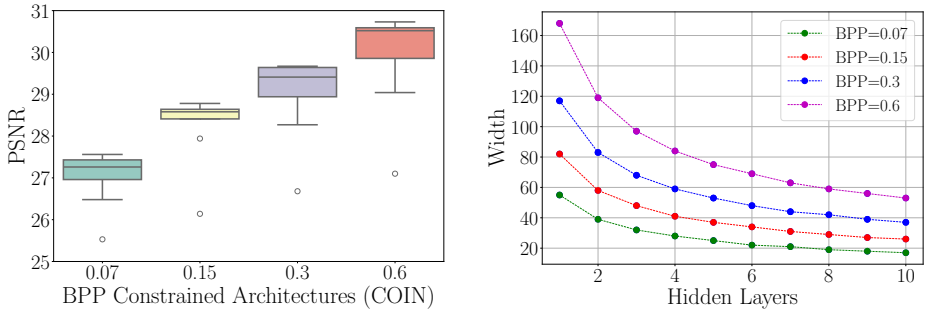 31
30
29
28
27
26
25
PSNR
0.07 0.15 0.3 0.6
BPP Constrained Architectures (COIN)
160
140
120
100
80
60
40
20
Width
2 4 6 8 10
Hidden Layers
BPP=0.07
BPP=0.15
BPP=0.3
BPP=0.6